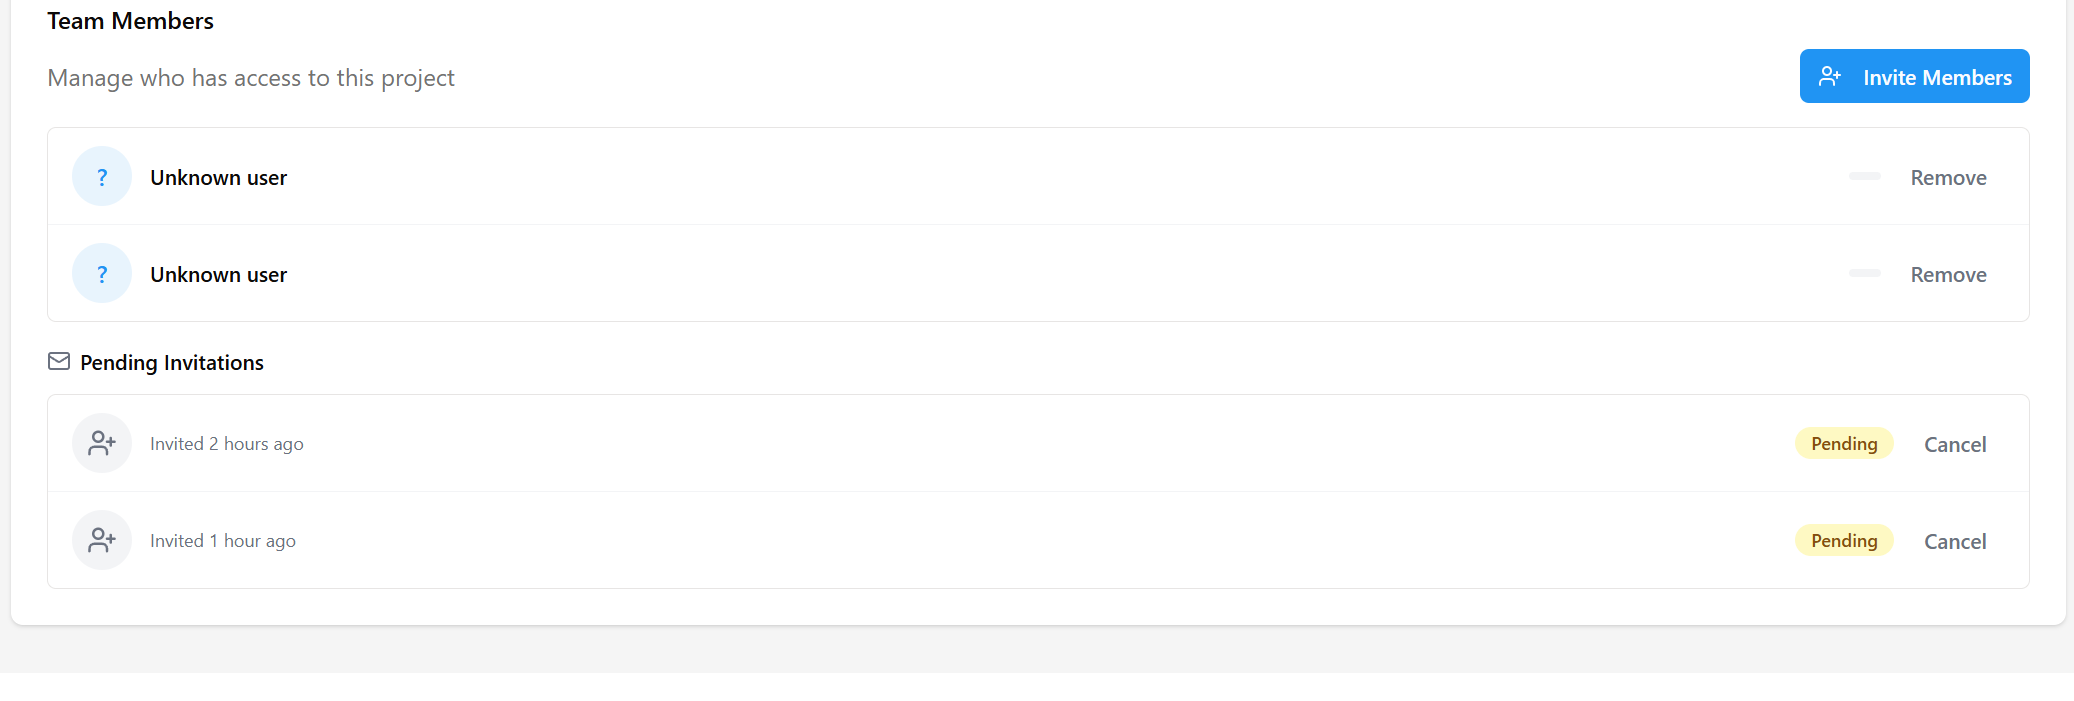 Team Members
Manage who has access to this project
Invite Members
? Unknown user Remove
? Unknown user Remove
Pending Invitations
Invited 2 hours ago Pending Cancel
Invited 1 hour ago Pending Cancel